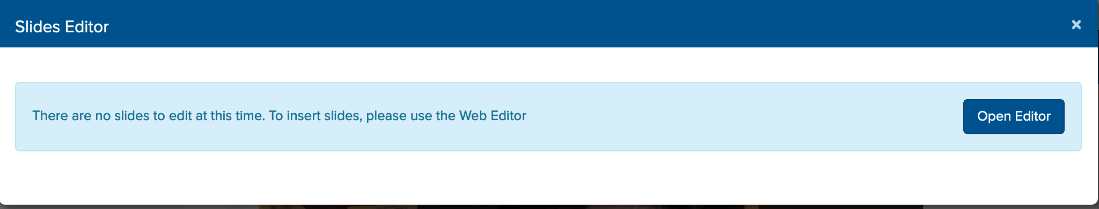 Slides Editor
×
There are no slides to edit at this time. To insert slides, please use the Web Editor
Open Editor